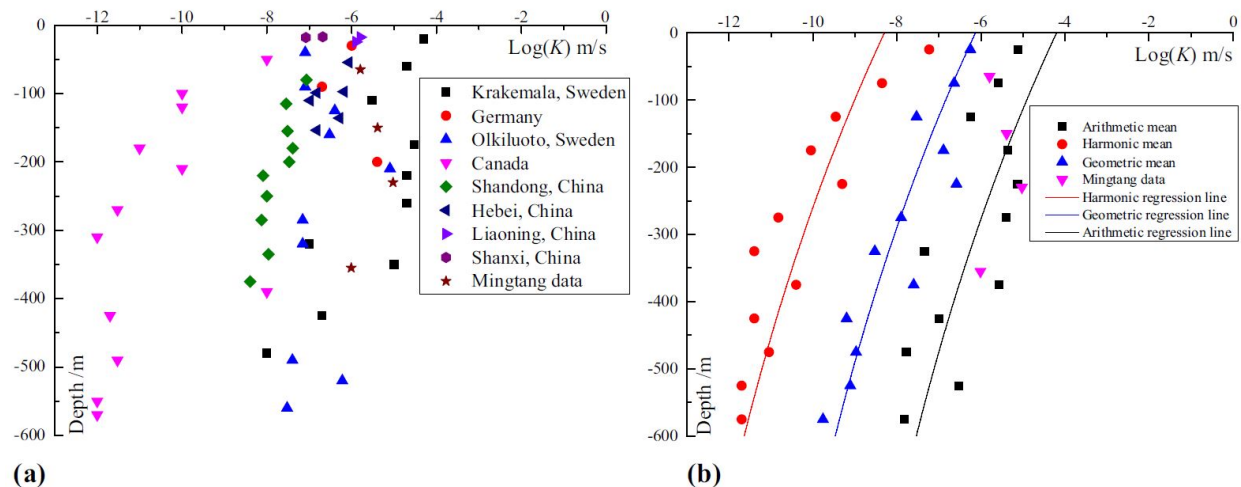 -12 -10 -8 -6 -4 -2 0
0
-100
-200
-300
-400
-500
-600
Log(K) m/s
Depth /m
Krakemala, Sweden
Germany
Olkiluoto, Sweden
Canada
Shandong, China
Hebei, China
Liaoning, China
Shanxi, China
Mingtang data
(a)
-12 -10 -8 -6 -4 -2 0
0
-100
-200
-300
-400
-500
-600
Log(K) m/s
Depth /m
Arithmetic mean
Harmonic mean
Geometric mean
Mingtang data
Harmonic regression line
Geometric regression line
Arithmetic regression line
(b)